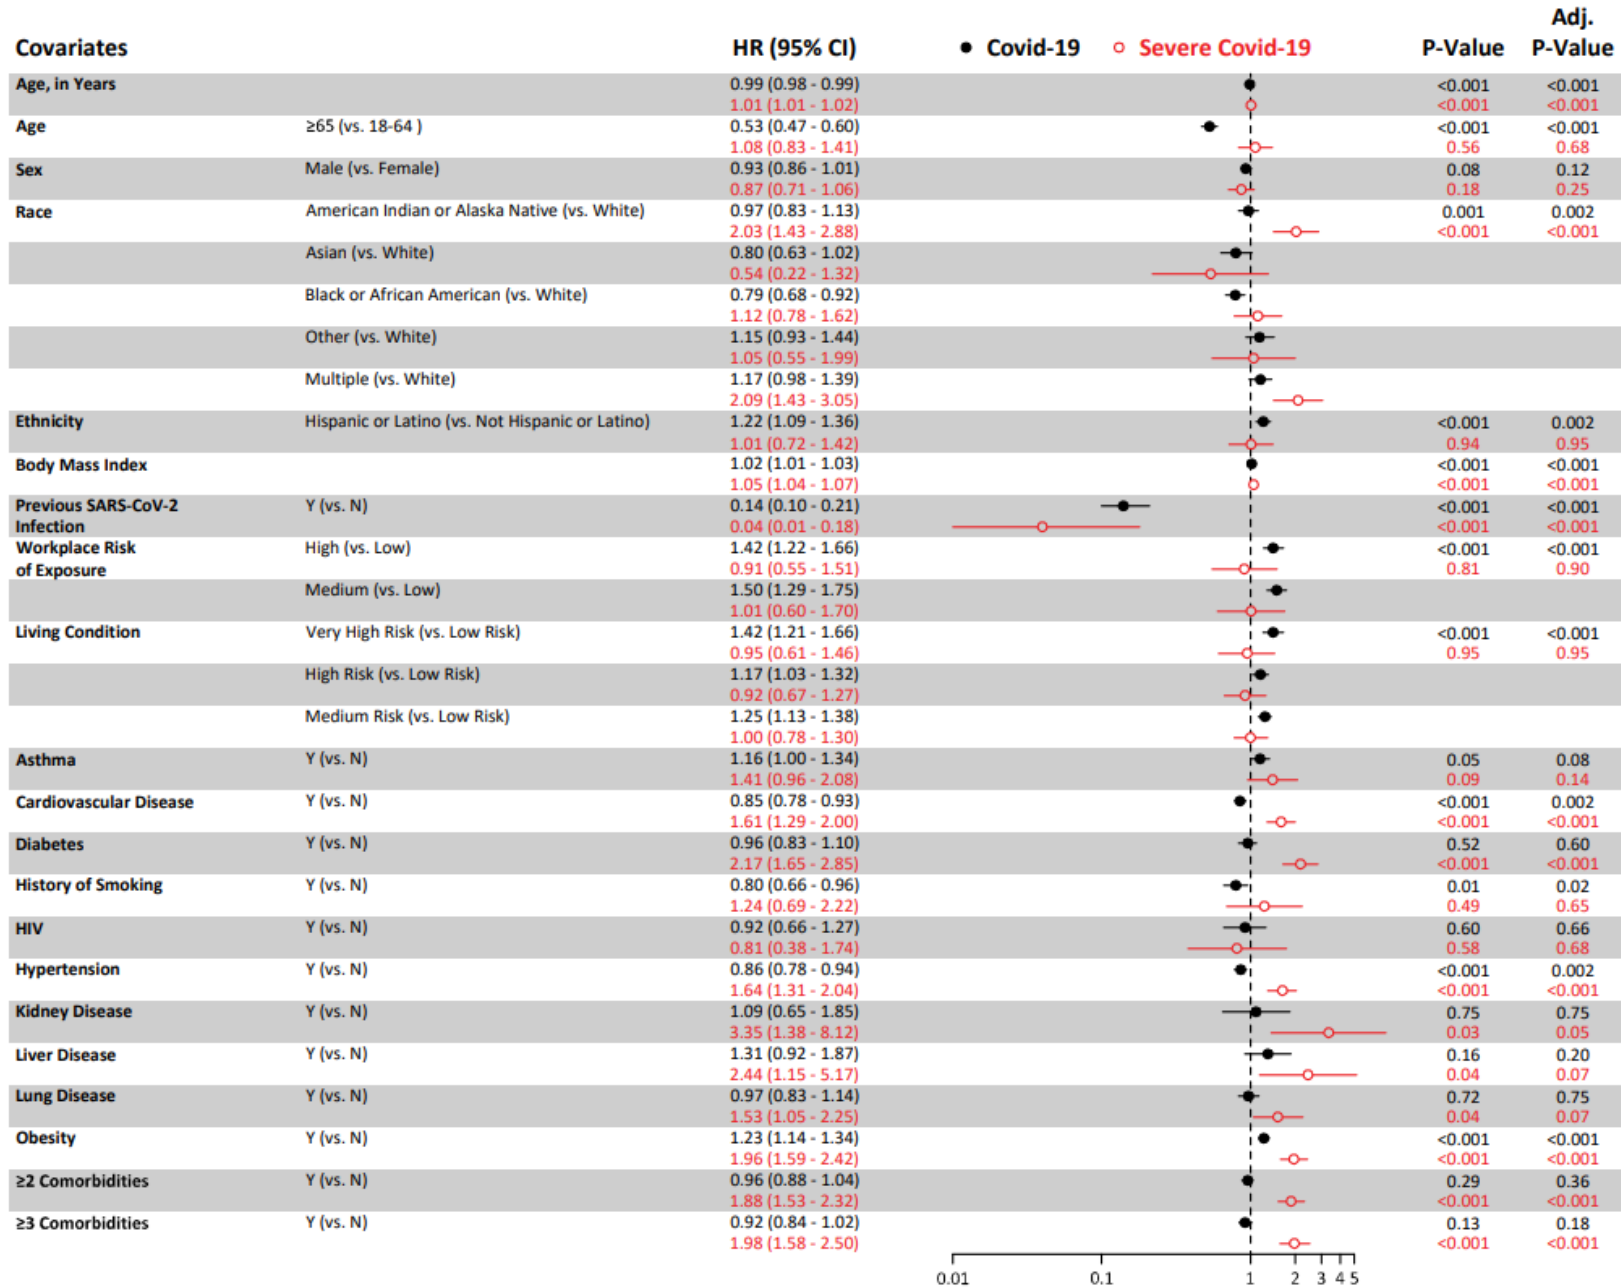 Covariates HR (95% CI) Covid-19 Severe Covid-19 P-Value Adj. P-Value
Age, in Years 0.99 (0.98 - 0.99) <0.001 <0.001
1.01 (1.01 - 1.02) <0.001 <0.001
Age ≥65 (vs. 18-64 ) 0.53 (0.47 - 0.60) <0.001 <0.001
1.08 (0.83 - 1.41) 0.56 0.68
Sex Male (vs. Female) 0.93 (0.86 - 1.01) 0.08 0.12
0.87 (0.71 - 1.06) 0.18 0.25
Race American Indian or Alaska Native (vs. White) 0.97 (0.83 - 1.13) 0.001 0.002
2.03 (1.43 - 2.88) <0.001 <0.001
Asian (vs. White) 0.80 (0.63 - 1.02)
0.54 (0.22 - 1.32)
Black or African American (vs. White) 0.79 (0.68 - 0.92)
1.12 (0.78 - 1.62)
Other (vs. White) 1.15 (0.93 - 1.44)
1.05 (0.55 - 1.99)
Multiple (vs. White) 1.17 (0.98 - 1.39)
2.09 (1.43 - 3.05)
Ethnicity Hispanic or Latino (vs. Not Hispanic or Latino) 1.22 (1.09 - 1.36) <0.001 0.002
1.01 (0.72 - 1.42) 0.94 0.95
Body Mass Index 1.02 (1.01 - 1.03) <0.001 <0.001
1.05 (1.04 - 1.07) <0.001 <0.001
Previous SARS-CoV-2 Y (vs. N) 0.14 (0.10 - 0.21) <0.001 <0.001
Infection 0.04 (0.01 - 0.18) <0.001 <0.001
Workplace Risk High (vs. Low) 1.42 (1.22 - 1.66) <0.001 <0.001
of Exposure 0.91 (0.55 - 1.51) 0.81 0.90
Medium (vs. Low) 1.50 (1.29 - 1.75)
1.01 (0.60 - 1.70)
Living Condition Very High Risk (vs. Low Risk) 1.42 (1.21 - 1.66) <0.001 <0.001
0.95 (0.61 - 1.46) 0.95 0.95
High Risk (vs. Low Risk) 1.17 (1.03 - 1.32)
0.92 (0.67 - 1.27)
Medium Risk (vs. Low Risk) 1.25 (1.13 - 1.38)
1.00 (0.78 - 1.30)
Asthma Y (vs. N) 1.16 (1.00 - 1.34) 0.05 0.08
1.41 (0.96 - 2.08) 0.09 0.14
Cardiovascular Disease Y (vs. N) 0.85 (0.78 - 0.93) <0.001 0.002
1.61 (1.29 - 2.00) <0.001 <0.001
Diabetes Y (vs. N) 0.96 (0.83 - 1.10) 0.52 0.60
2.17 (1.65 - 2.85) <0.001 <0.001
History of Smoking Y (vs. N) 0.80 (0.66 - 0.96) 0.01 0.02
1.24 (0.69 - 2.22) 0.49 0.65
HIV Y (vs. N) 0.92 (0.66 - 1.27) 0.60 0.66
0.81 (0.38 - 1.74) 0.58 0.68
Hypertension Y (vs. N) 0.86 (0.78 - 0.94) <0.001 0.002
1.64 (1.31 - 2.04) <0.001 <0.001
Kidney Disease Y (vs. N) 1.09 (0.65 - 1.85) 0.75 0.75
3.35 (1.38 - 8.12) 0.03 0.05
Liver Disease Y (vs. N) 1.31 (0.92 - 1.87) 0.16 0.20
2.44 (1.15 - 5.17) 0.04 0.07
Lung Disease Y (vs. N) 0.97 (0.83 - 1.14) 0.72 0.75
1.53 (1.05 - 2.25) 0.04 0.07
Obesity Y (vs. N) 1.23 (1.14 - 1.34) <0.001 <0.001
1.96 (1.59 - 2.42) <0.001 <0.001
≥2 Comorbidities Y (vs. N) 0.96 (0.88 - 1.04) 0.29 0.36
1.88 (1.53 - 2.32) <0.001 <0.001
≥3 Comorbidities Y (vs. N) 0.92 (0.84 - 1.02) 0.13 0.18
1.98 (1.58 - 2.50) <0.001 <0.001
0.01 0.1 1 2 3 4 5